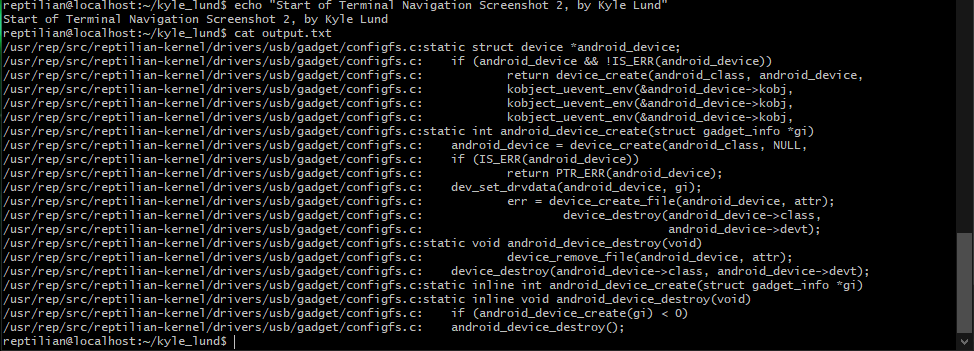 reptilian@localhost:~/kyle_lund$ echo "Start of Terminal Navigation Screenshot 2, by Kyle Lund"
Start of Terminal Navigation Screenshot 2, by Kyle Lund
reptilian@localhost:~/kyle_lund$ cat output.txt
/usr/rep/src/reptilian-kernel/drivers/usb/gadget/configfs.c:static struct device *android_device;
/usr/rep/src/reptilian-kernel/drivers/usb/gadget/configfs.c:    if (android_device && !IS_ERR(android_device))
/usr/rep/src/reptilian-kernel/drivers/usb/gadget/configfs.c:            return device_create(android_class, android_device,
/usr/rep/src/reptilian-kernel/drivers/usb/gadget/configfs.c:            kobject_uevent_env(&android_device->kobj,
/usr/rep/src/reptilian-kernel/drivers/usb/gadget/configfs.c:            kobject_uevent_env(&android_device->kobj,
/usr/rep/src/reptilian-kernel/drivers/usb/gadget/configfs.c:            kobject_uevent_env(&android_device->kobj,
/usr/rep/src/reptilian-kernel/drivers/usb/gadget/configfs.c:static int android_device_create(struct gadget_info *gi)
/usr/rep/src/reptilian-kernel/drivers/usb/gadget/configfs.c:    android_device = device_create(android_class, NULL,
/usr/rep/src/reptilian-kernel/drivers/usb/gadget/configfs.c:    if (IS_ERR(android_device))
/usr/rep/src/reptilian-kernel/drivers/usb/gadget/configfs.c:            return PTR_ERR(android_device);
/usr/rep/src/reptilian-kernel/drivers/usb/gadget/configfs.c:    dev_set_drvdata(android_device, gi);
/usr/rep/src/reptilian-kernel/drivers/usb/gadget/configfs.c:            err = device_create_file(android_device, attr);
/usr/rep/src/reptilian-kernel/drivers/usb/gadget/configfs.c:                    device_destroy(android_device->class,
/usr/rep/src/reptilian-kernel/drivers/usb/gadget/configfs.c:                                   android_device->devt);
/usr/rep/src/reptilian-kernel/drivers/usb/gadget/configfs.c:static void android_device_destroy(void)
/usr/rep/src/reptilian-kernel/drivers/usb/gadget/configfs.c:            device_remove_file(android_device, attr);
/usr/rep/src/reptilian-kernel/drivers/usb/gadget/configfs.c:    device_destroy(android_device->class, android_device->devt);
/usr/rep/src/reptilian-kernel/drivers/usb/gadget/configfs.c:static inline int android_device_create(struct gadget_info *gi)
/usr/rep/src/reptilian-kernel/drivers/usb/gadget/configfs.c:static inline void android_device_destroy(void)
/usr/rep/src/reptilian-kernel/drivers/usb/gadget/configfs.c:    if (android_device_create(gi) < 0)
/usr/rep/src/reptilian-kernel/drivers/usb/gadget/configfs.c:    android_device_destroy();
reptilian@localhost:~/kyle_lund$